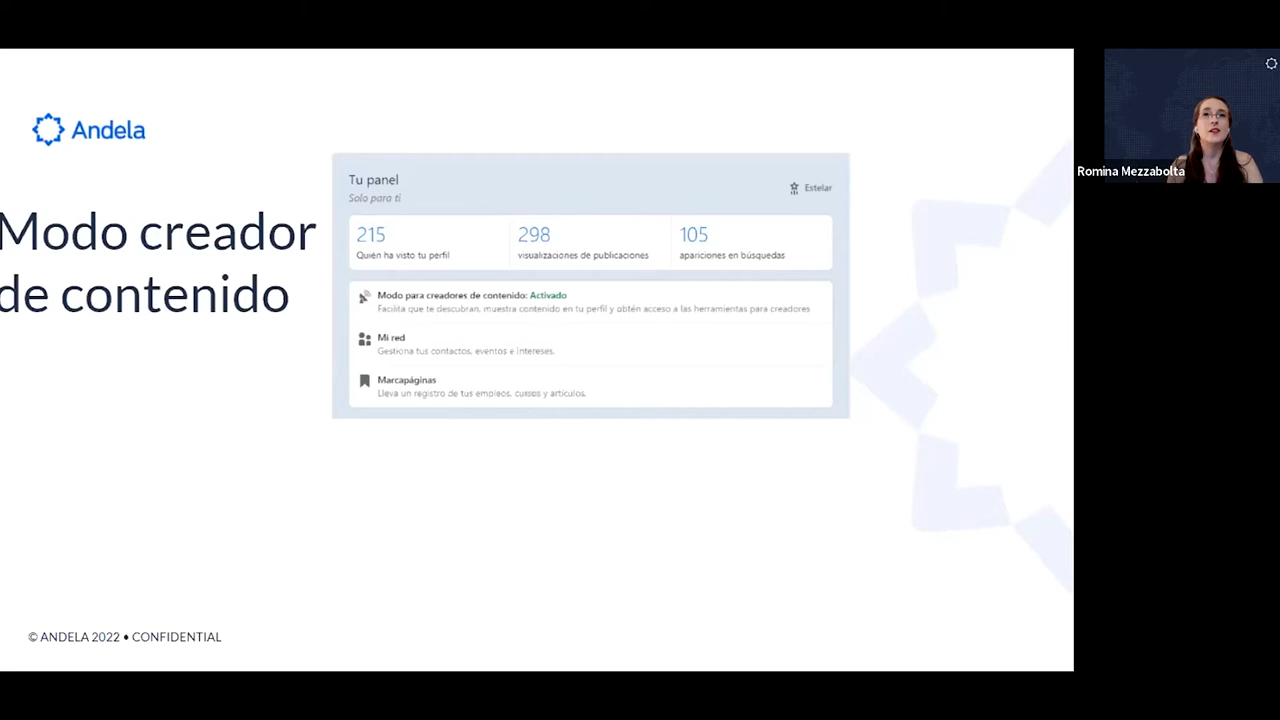 Andela
Modo creador
de contenido
Tu panel
Solo para ti
Estelar
215
Quién ha visto tu perfil
298
visualizaciones de publicaciones
105
apariciones en búsquedas
Modo para creadores de contenido: Activado
Facilita que te descubran, muestra contenido en tu perfil y obtén acceso a las herramientas para creadores
Mi red
Gestiona tus contactos, eventos e intereses.
Marcapáginas
Lleva un registro de tus empleos, cursos y artículos.
© ANDELA 2022 • CONFIDENTIAL
Romina Mezzabolta